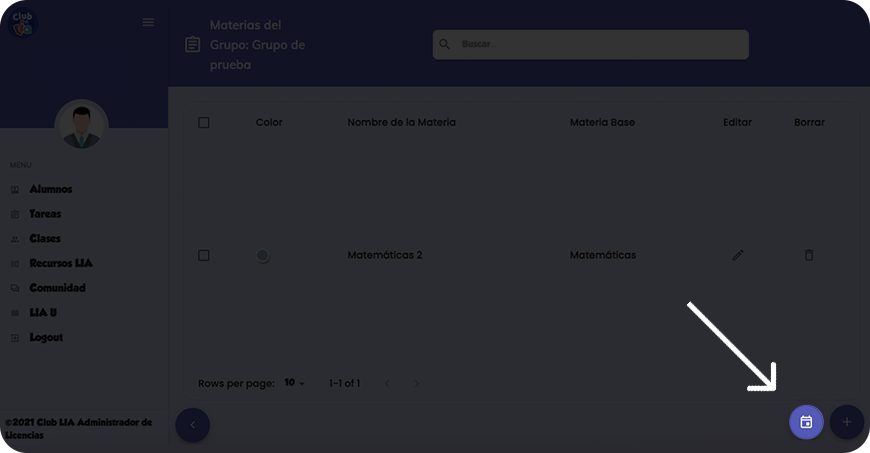 Club
Materias del
Grupo: Grupo de
prueba
Buscar...
Color Nombre de la Materia Materia Base Editar Borrar
MENU
Alumnos
Tareas
Clases
Recursos LIA
Comunidad
LIA U
Logout
Matemáticas 2 Matemáticas
Rows per page: 10 1-1 of 1
©2021 Club LIA Administrador de
Licencias